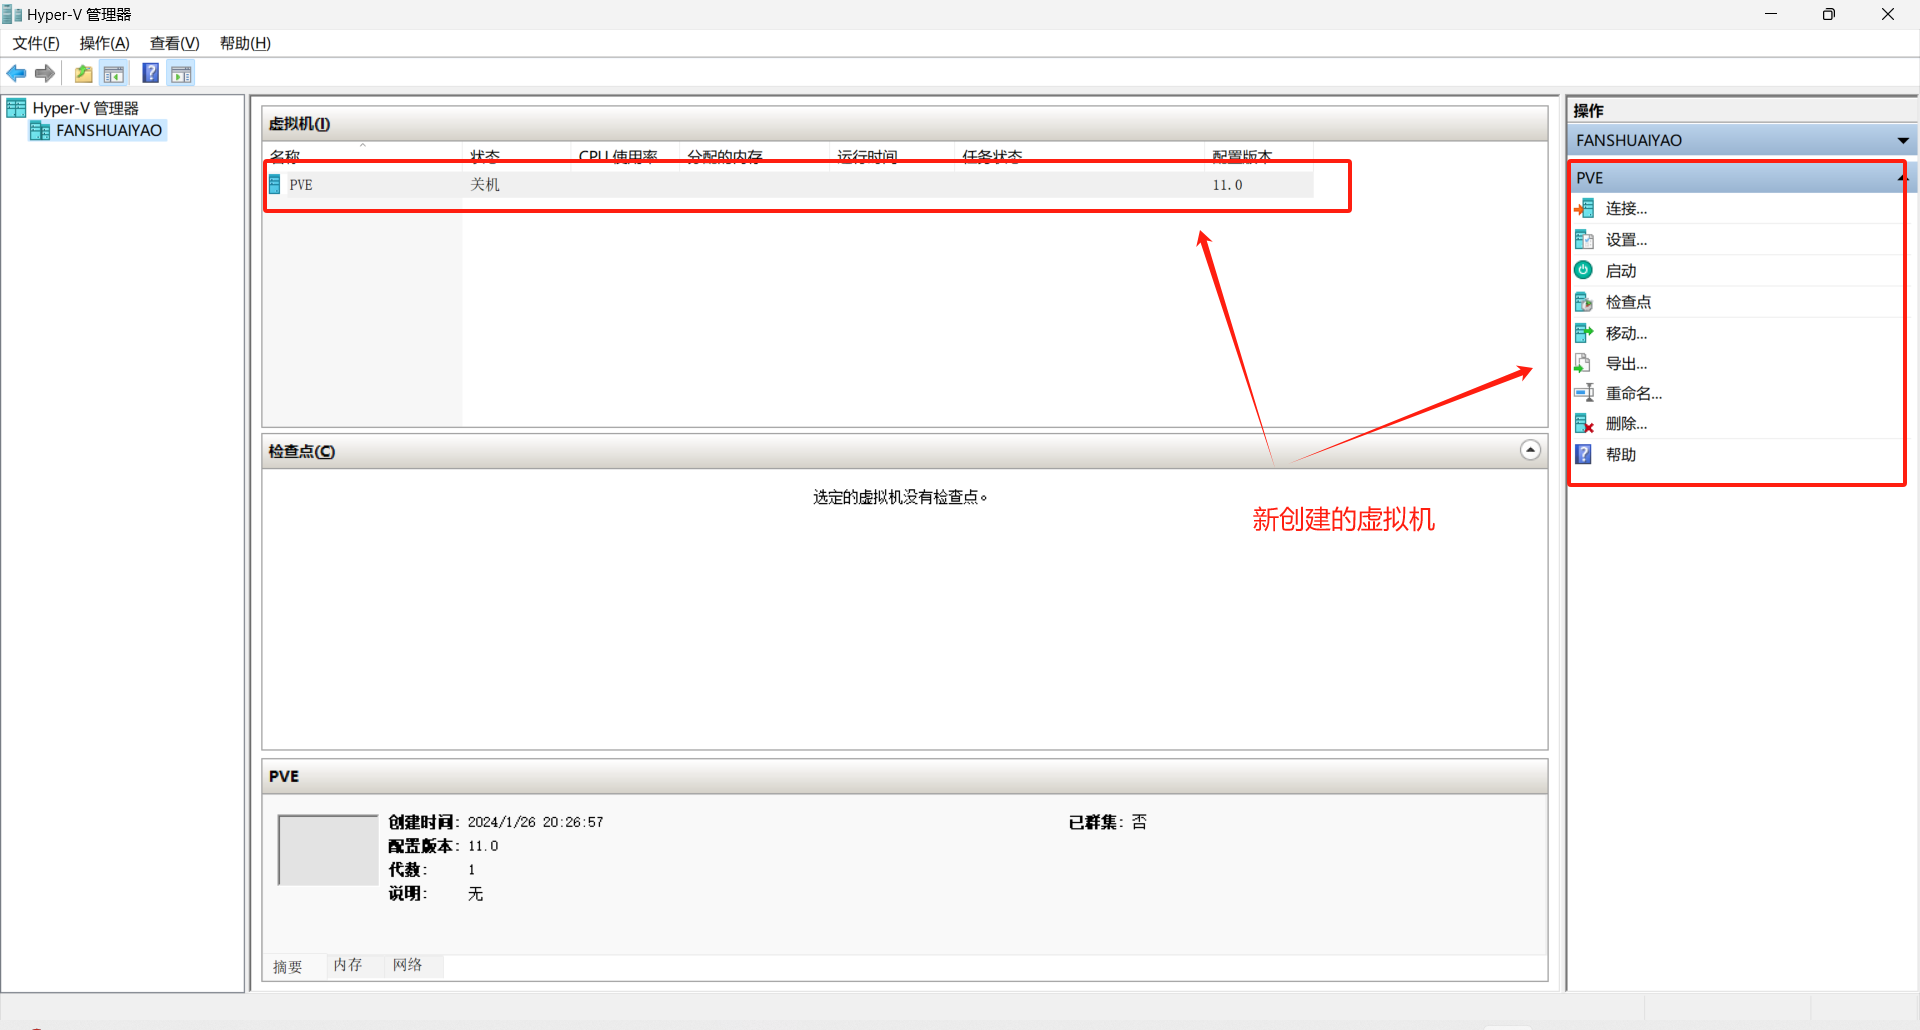 Hyper-V 管理器
文件(F) 操作(A) 查看(V) 帮助(H)
Hyper-V 管理器
FANSHUAIYAO
虚拟机(I)
名称 状态 CPU 使用率 分配的内存 运行时间 任务状态 配置版本
PVE 关机 11.0
检查点(C)
选定的虚拟机没有检查点。
新创建的虚拟机
PVE
创建时间: 2024/1/26 20:26:57 已群集: 否
配置版本: 11.0
代数: 1
说明: 无
摘要 内存 网络
操作
FANSHUAIYAO
PVE
连接...
设置...
启动
检查点
移动...
导出...
重命名...
删除...
帮助